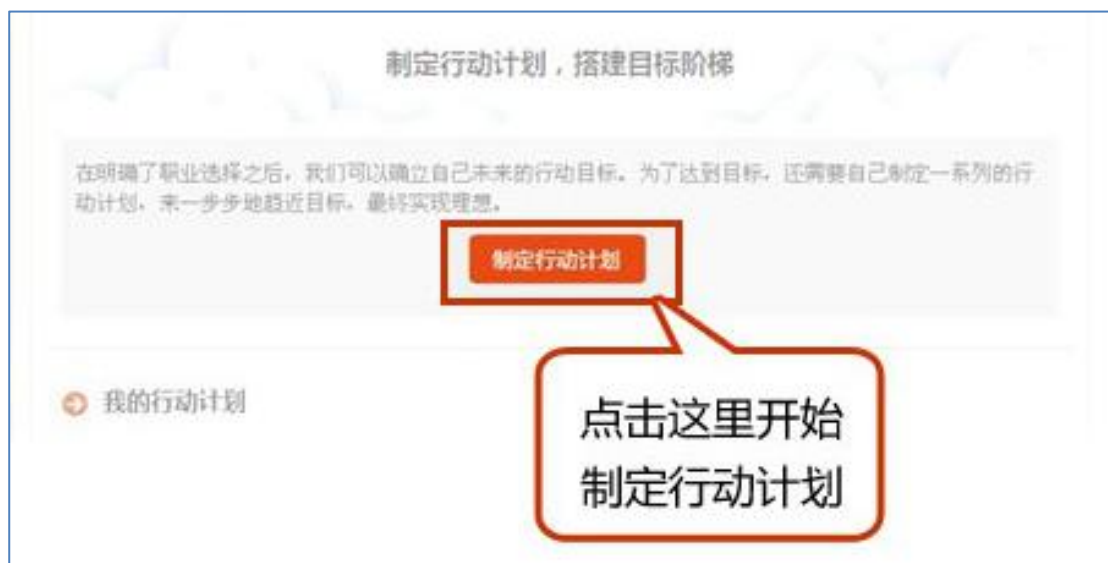 制定行动计划，搭建目标阶梯
在明确了职业选择之后，我们可以确立自己未来的行动目标。为了达到目标，还需要自己制定一系列的行
动计划，来一步步地趋近目标，最终实现理想。
制定行动计划
我的行动计划
点击这里开始
制定行动计划